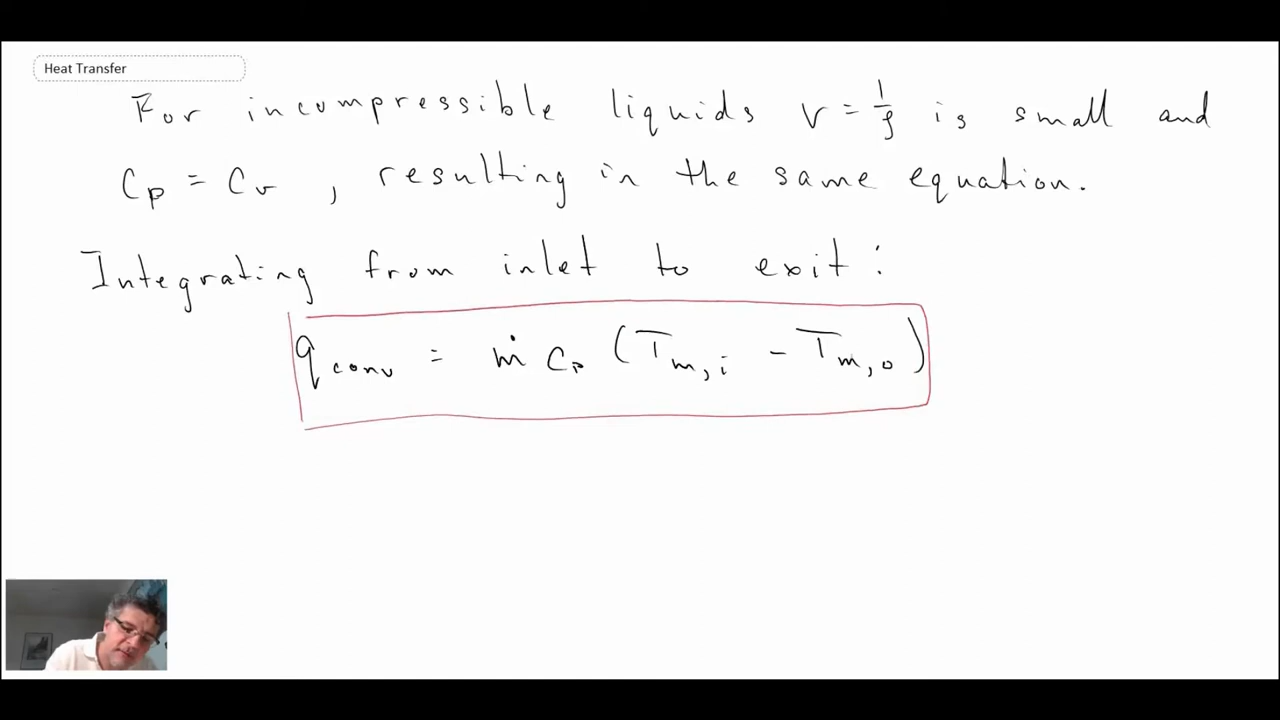 Heat Transfer
For incompressible liquids v = 1/ρ is small and
Cp = Cv , resulting in the same equation.
Integrating from inlet to exit :
q conv = ṁ Cp (Tm,i - Tm,o)